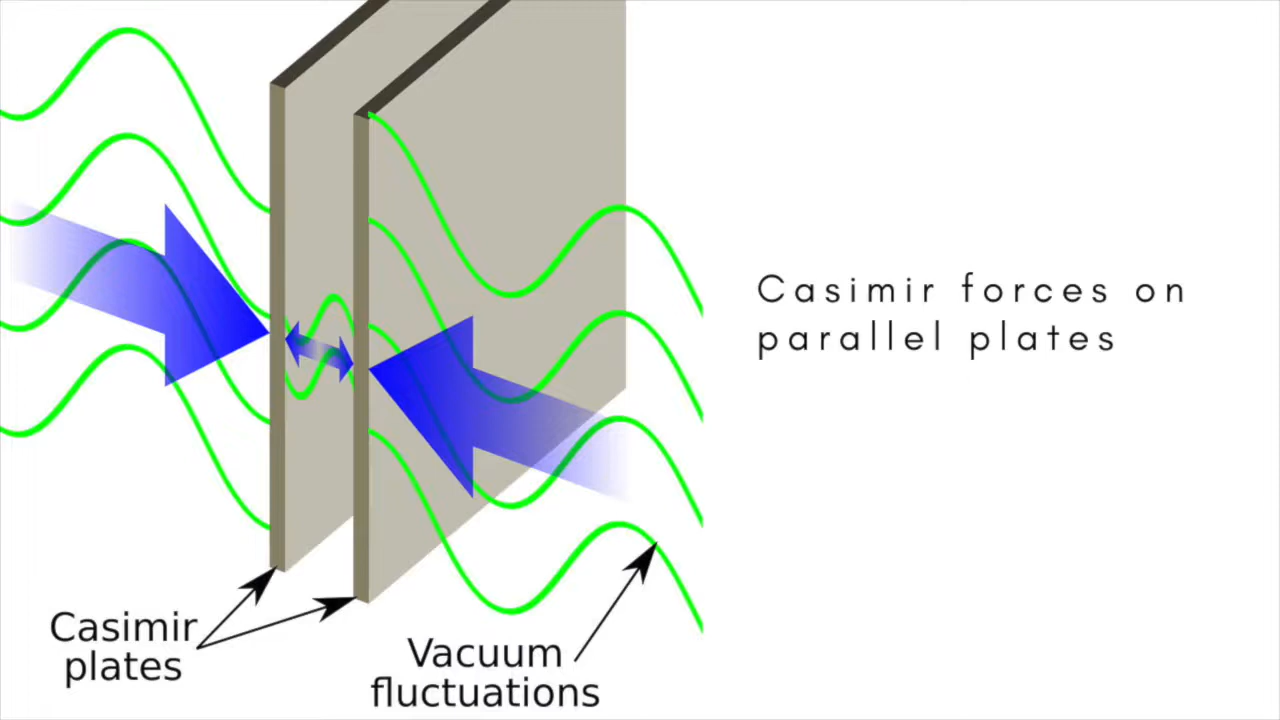 Casimir forces on
parallel plates
Casimir
plates
Vacuum
fluctuations